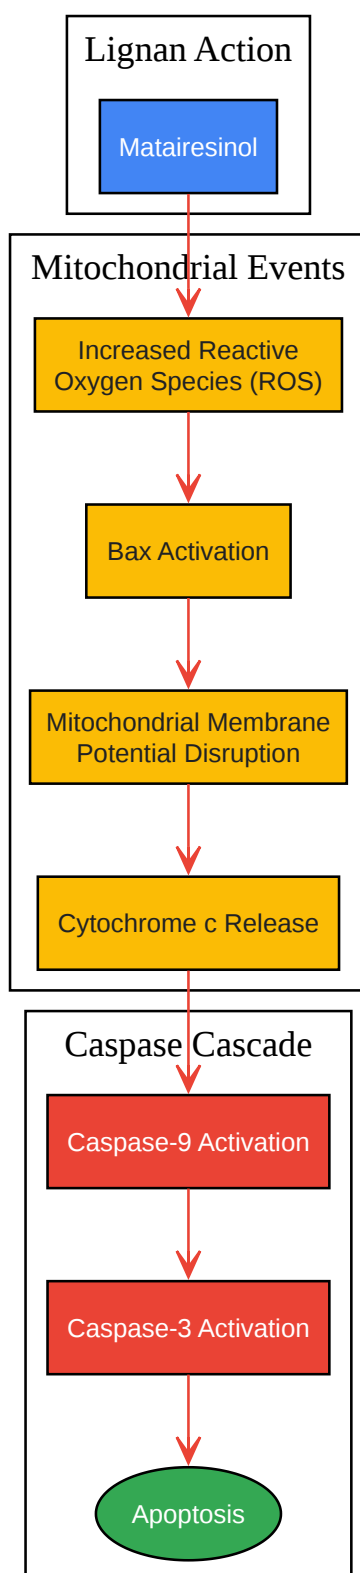 Lignan Action
Matairesinol
Mitochondrial Events
Increased Reactive
Oxygen Species (ROS)
Bax Activation
Mitochondrial Membrane
Potential Disruption
Cytochrome c Release
Caspase Cascade
Caspase-9 Activation
Caspase-3 Activation
Apoptosis